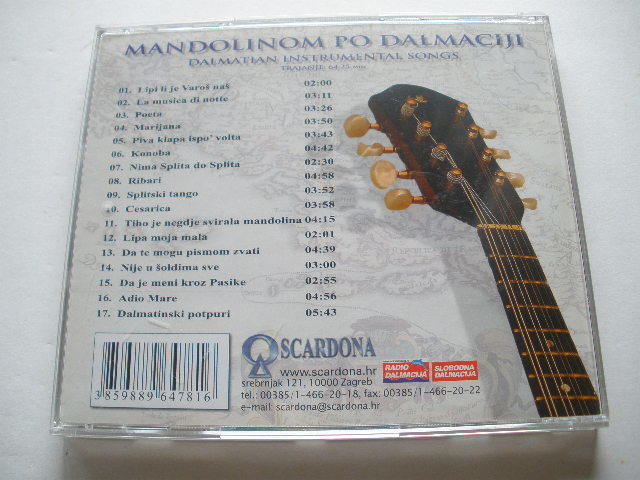 MANDOLINOM PO DALMACIJI
DALMATIAN INSTRUMENTAL SONGS
TRAJANJE: 64:25 min
01. Lipi li je Varoš naš 02:00
02. La musica di notte 03:11
03. Poeta 03:26
04. Marijana 03:50
05. Piva klapa ispo' volta 03:43
06. Konoba 04:42
07. Nima Splita do Splita 02:30
08. Ribari 04:58
09. Splitski tango 03:52
10. Cesarica 03:58
11. Tiho je negdje svirala mandolina 04:15
12. Lipa moja mala 02:01
13. Da te mogu pismom zvati 04:39
14. Nije u šoldima sve 03:00
15. Da je meni kroz Pasike 02:55
16. Adio Mare 04:56
17. Dalmatinski potpuri 05:43
SCARDONA
www.scardona.hr
RADIO DALMACIJA
SLOBODNA DALMACIJA
srebrnjak 121, 10000 Zagreb
tel: 00385/1-466-20-18, fax: 00385/1-466-20-22
e-mail: scardona@scardona.hr
3859889647816